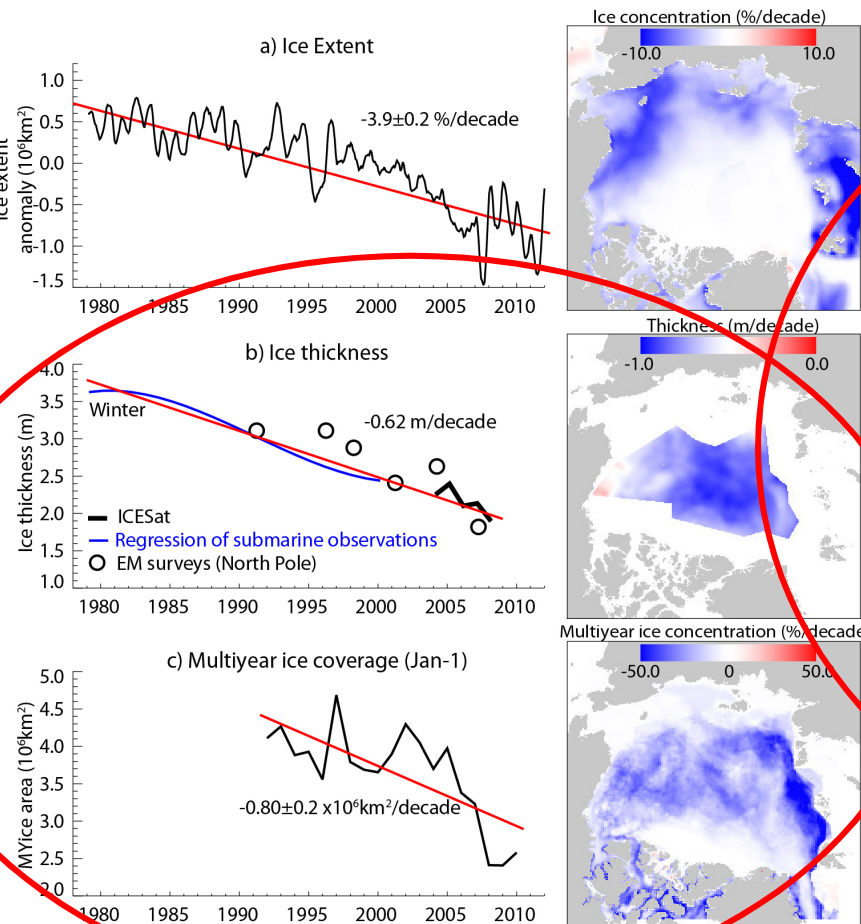 Ice concentration (%/decade)
-10.0 10.0
a) Ice Extent
1.0
0.5
0.0
-0.5
-1.0
-1.5
Ice extent
anomaly (10⁶km²)
-3.9±0.2 %/decade
1980 1985 1990 1995 2000 2005 2010
Thickness (m/decade)
-1.0 0.0
b) Ice thickness
4.0
3.5
3.0
2.5
2.0
1.5
1.0
Ice thickness (m)
Winter
-0.62 m/decade
ICESat
Regression of submarine observations
EM surveys (North Pole)
1980 1985 1990 1995 2000 2005 2010
Multiyear ice concentration (%/decade
-50.0 0 50.0
c) Multiyear ice coverage (Jan-1)
5.0
4.5
4.0
3.5
3.0
2.5
2.0
MYice area (10⁶km²)
-0.80±0.2 x10⁶km²/decade
1980 1985 1990 1995 2000 2005 2010